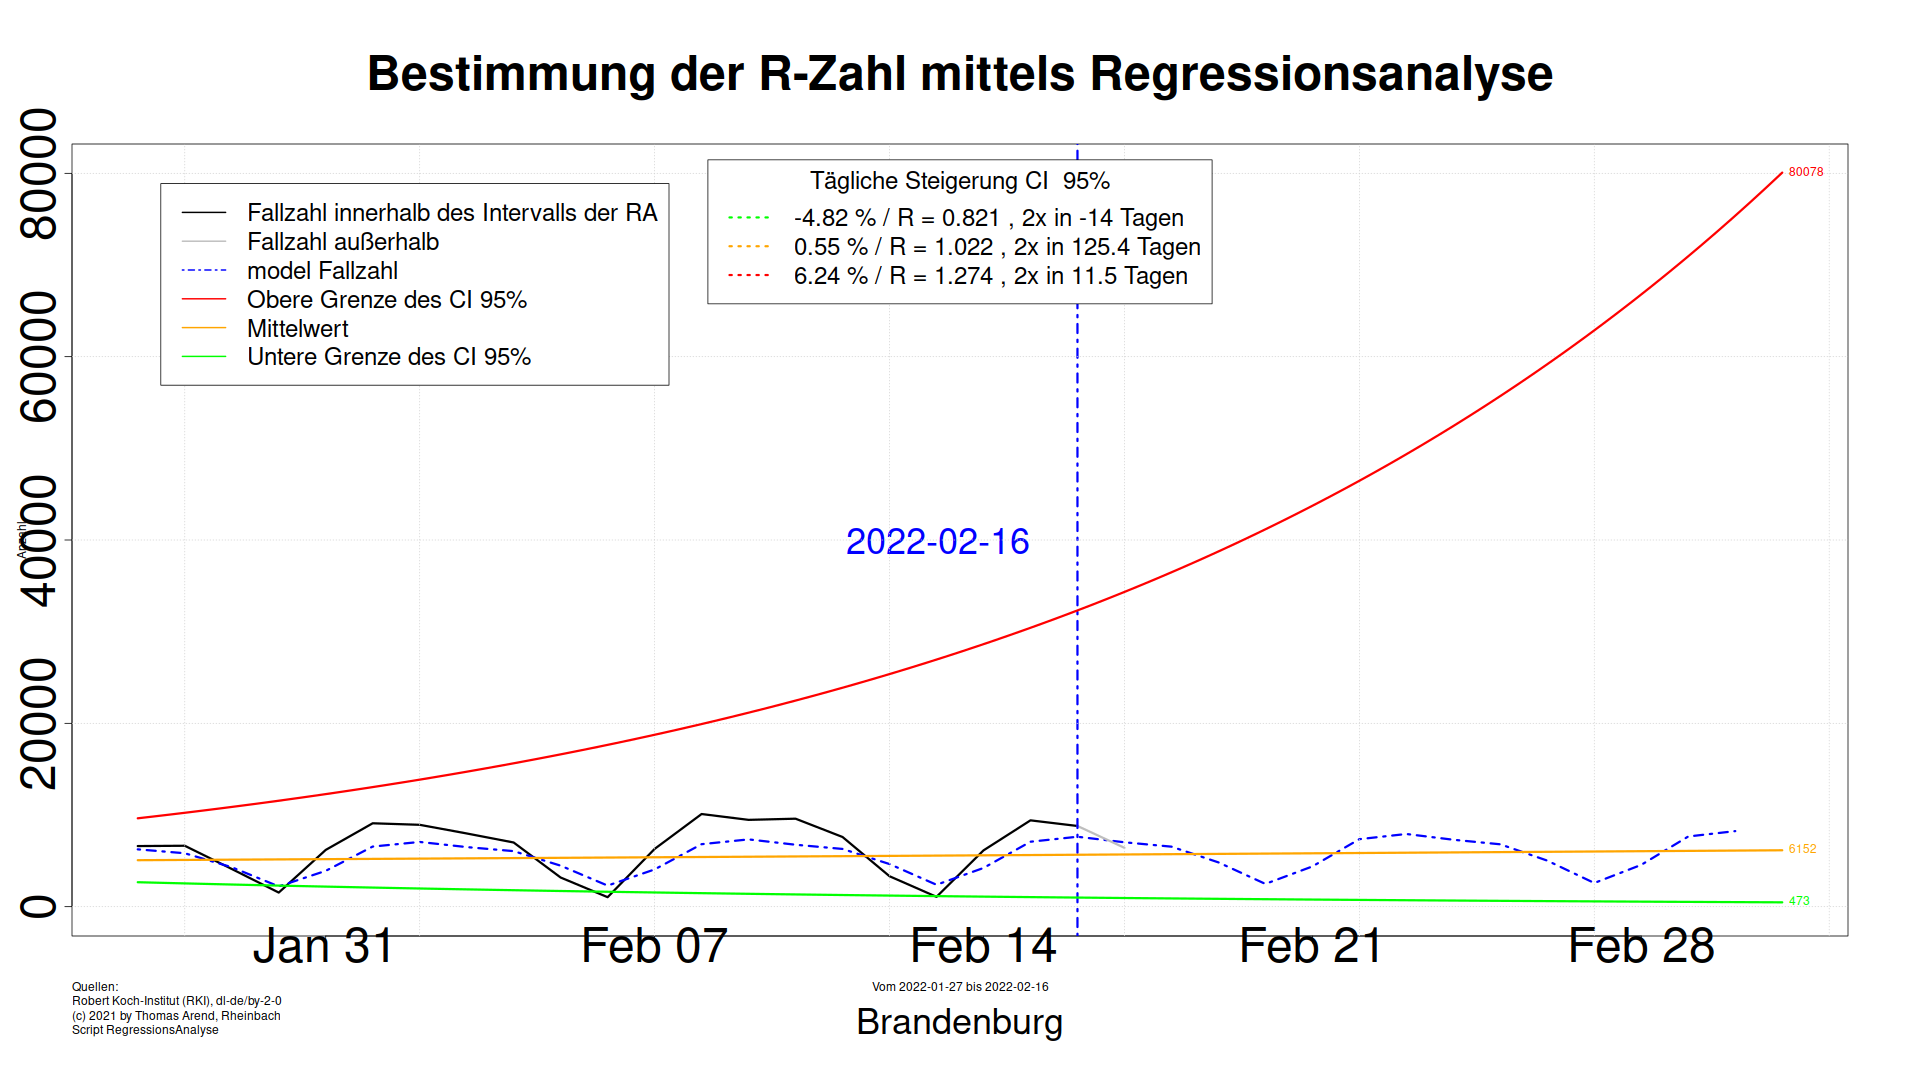 Bestimmung der R-Zahl mittels Regressionsanalyse
80000
60000
40000
20000
0
Anzahl
Fallzahl innerhalb des Intervalls der RA
Fallzahl außerhalb
model Fallzahl
Obere Grenze des CI 95%
Mittelwert
Untere Grenze des CI 95%
Tägliche Steigerung CI 95%
-4.82 % / R = 0.821 , 2x in -14 Tagen
0.55 % / R = 1.022 , 2x in 125.4 Tagen
6.24 % / R = 1.274 , 2x in 11.5 Tagen
80078
2022-02-16
6152
473
Jan 31 Feb 07 Feb 14 Feb 21 Feb 28
Quellen:
Robert Koch-Institut (RKI), dl-de/by-2-0
(c) 2021 by Thomas Arend, Rheinbach
Script RegressionsAnalyse
Vom 2022-01-27 bis 2022-02-16
Brandenburg